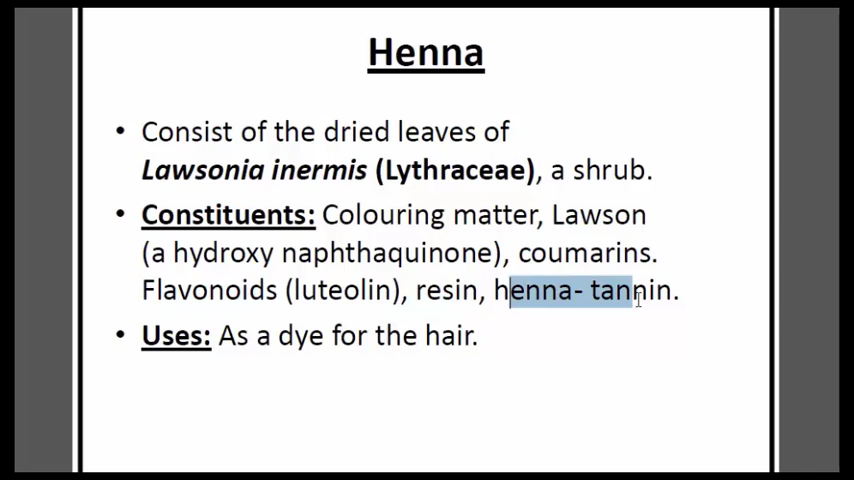 Henna
• Consist of the dried leaves of
Lawsonia inermis (Lythraceae), a shrub.
• Constituents: Colouring matter, Lawson
(a hydroxy naphthaquinone), coumarins.
Flavonoids (luteolin), resin, henna- tannin.
• Uses: As a dye for the hair.